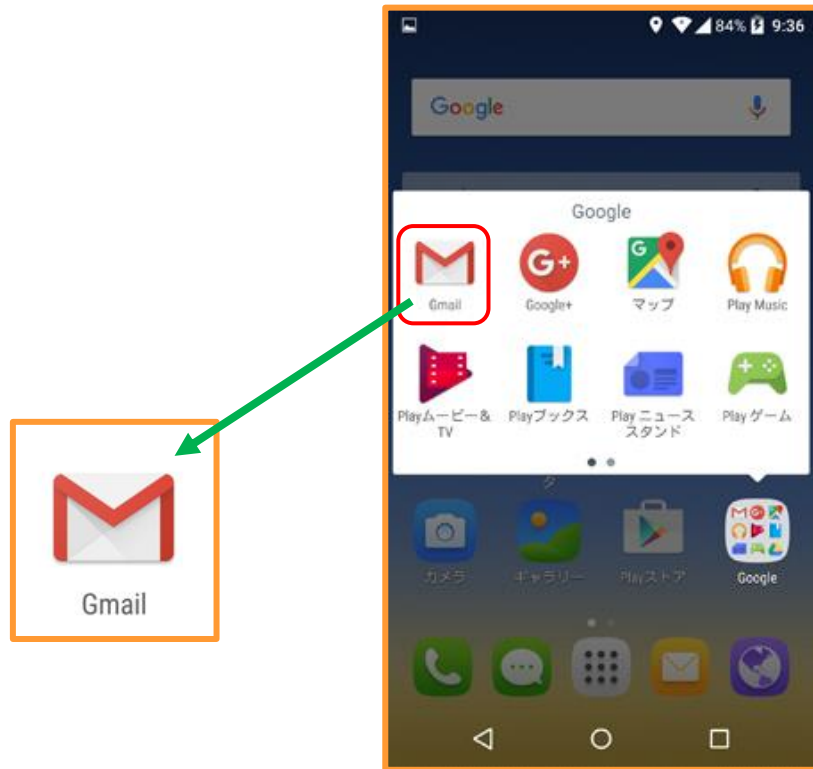 84% 9:36
Google
Google
Gmail
Google+
マップ
Play Music
Playムービー&
TV
Playブックス
Play ニュース
スタンド
Play ゲーム
タ
カメラ
ギャラリー
Playストア
Google
Gmail